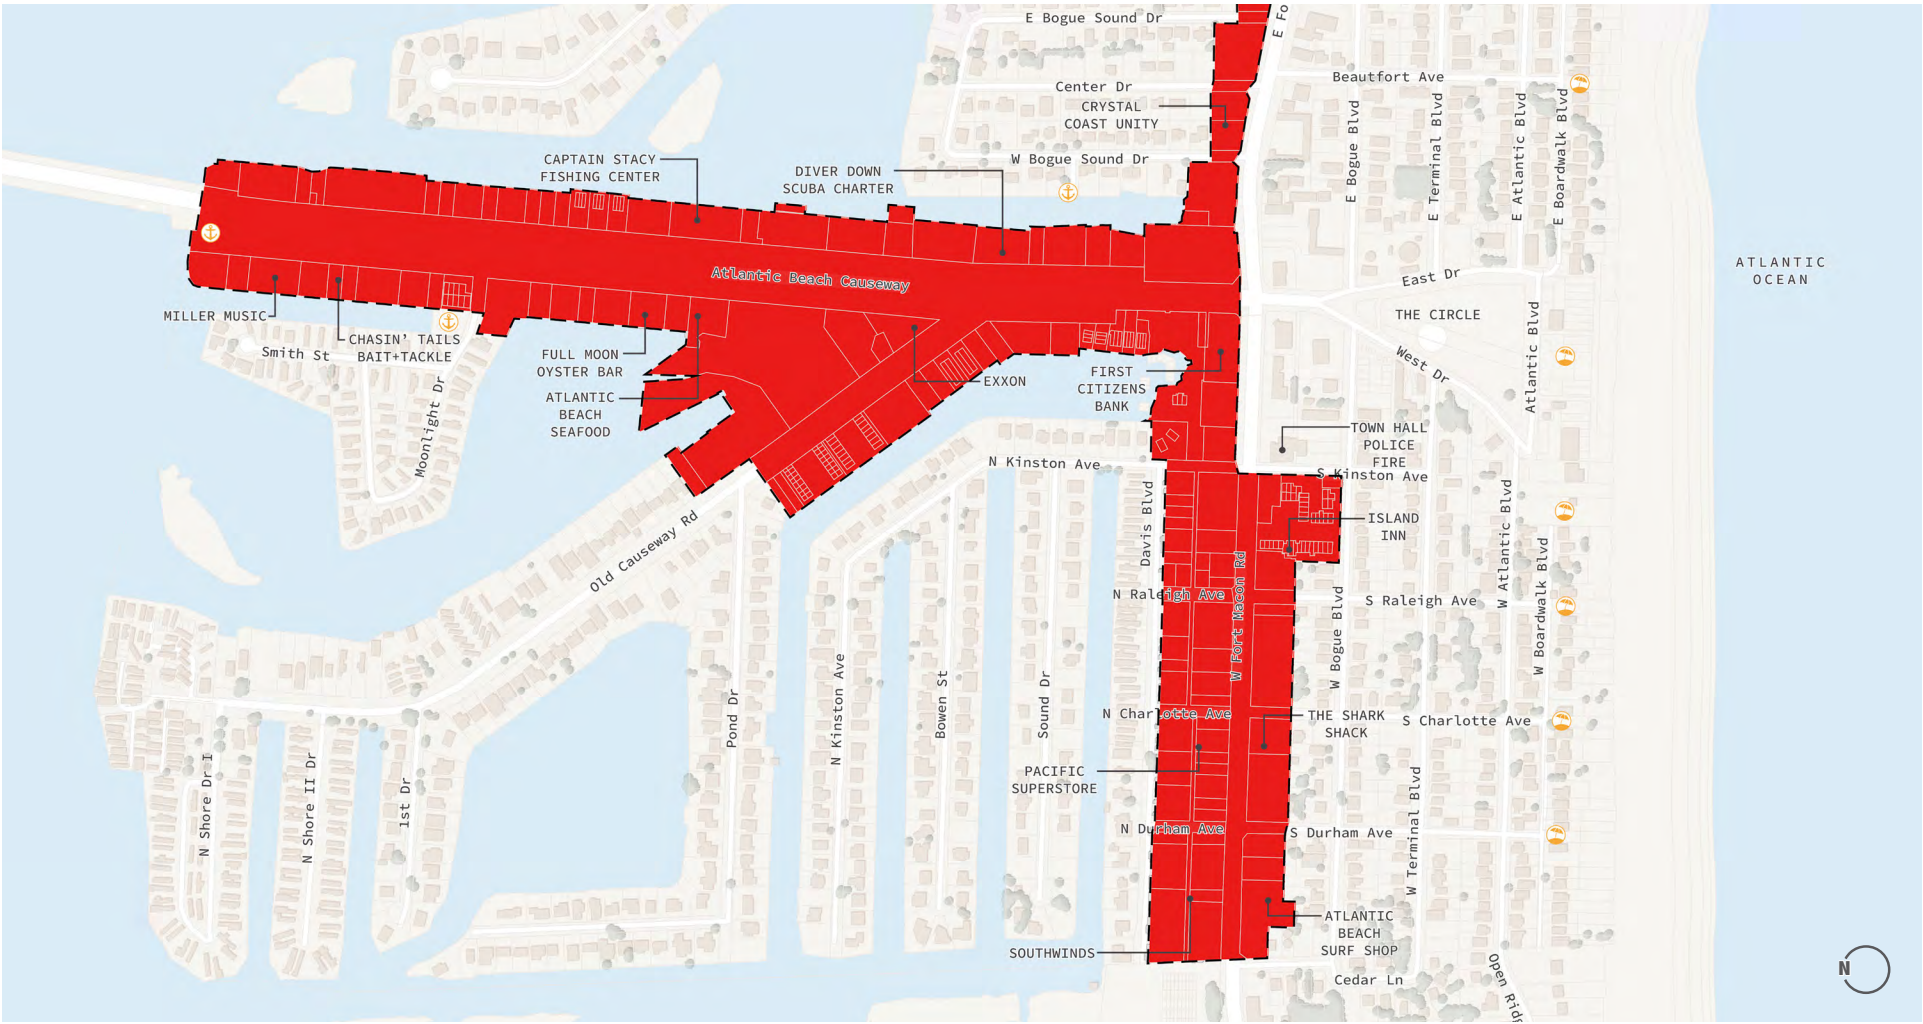 E Bogue Sound Dr
E Fo
Beautfort Ave
Center Dr
CRYSTAL
COAST UNITY
W Bogue Sound Dr
E Bogue Blvd
E Terminal Blvd
E Atlantic Blvd
E Boardwalk Blvd
CAPTAIN STACY
FISHING CENTER
DIVER DOWN
SCUBA CHARTER
Atlantic Beach Causeway
East Dr
ATLANTIC
OCEAN
THE CIRCLE
West Dr
Atlantic Blvd
MILLER MUSIC
CHASIN' TAILS
BAIT+TACKLE
Smith St
Moonlight Dr
FULL MOON
OYSTER BAR
ATLANTIC
BEACH
SEAFOOD
EXXON
FIRST
CITIZENS
BANK
TOWN HALL
POLICE
FIRE
S Kinston Ave
N Kinston Ave
Davis Blvd
ISLAND
INN
Old Causeway Rd
W Fort Macon Rd
N Raleigh Ave
S Raleigh Ave
W Bogue Blvd
W Atlantic Blvd
W Boardwalk Blvd
Pond Dr
N Kinston Ave
Bowen St
Sound Dr
N Charlotte Ave
THE SHARK
SHACK
S Charlotte Ave
PACIFIC
SUPERSTORE
N Shore Dr I
N Shore II Dr
1st Dr
N Durham Ave
S Durham Ave
W Terminal Blvd
ATLANTIC
BEACH
SURF SHOP
SOUTHWINDS
Cedar Ln
Open Ridg
N